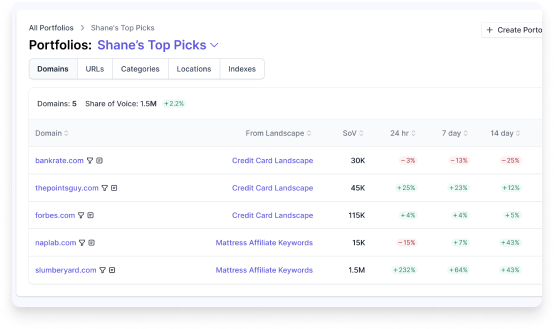 All Portfolios > Shane's Top Picks
+ Create Porto
Portfolios: Shane's Top Picks
Domains URLs Categories Locations Indexes
Domains: 5 Share of Voice: 1.5M +2.2%
Domain From Landscape SoV 24 hr 7 day 14 day
bankrate.com Credit Card Landscape 30K −3% −13% −25%
thepointsguy.com Credit Card Landscape 45K +25% +23% +12%
forbes.com Credit Card Landscape 115K +4% +4% +5%
naplab.com Mattress Affiliate Keywords 15K −15% +7% +43%
slumberyard.com Mattress Affiliate Keywords 1.5M +232% +64% +43%